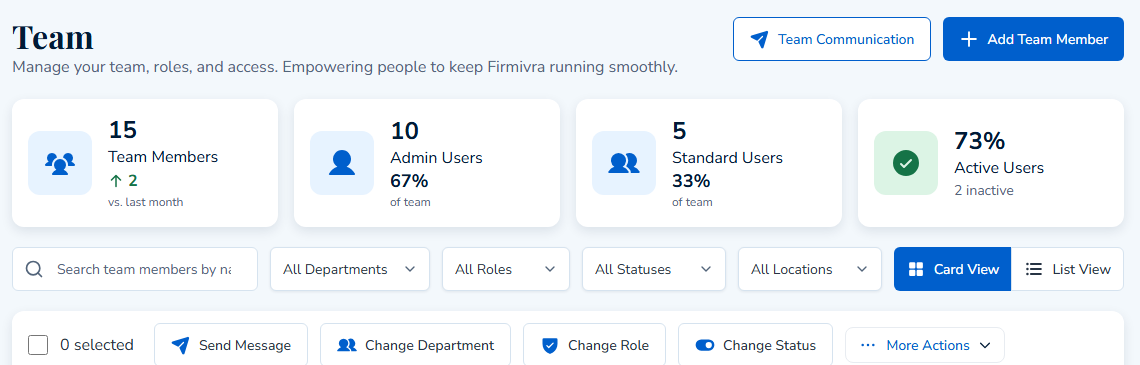 Team
Manage your team, roles, and access. Empowering people to keep Firmivra running smoothly.
Team Communication
Add Team Member
15
Team Members
↑ 2
vs. last month
10
Admin Users
67%
of team
5
Standard Users
33%
of team
73%
Active Users
2 inactive
Search team members by na
All Departments
All Roles
All Statuses
All Locations
Card View
List View
0 selected
Send Message
Change Department
Change Role
Change Status
More Actions